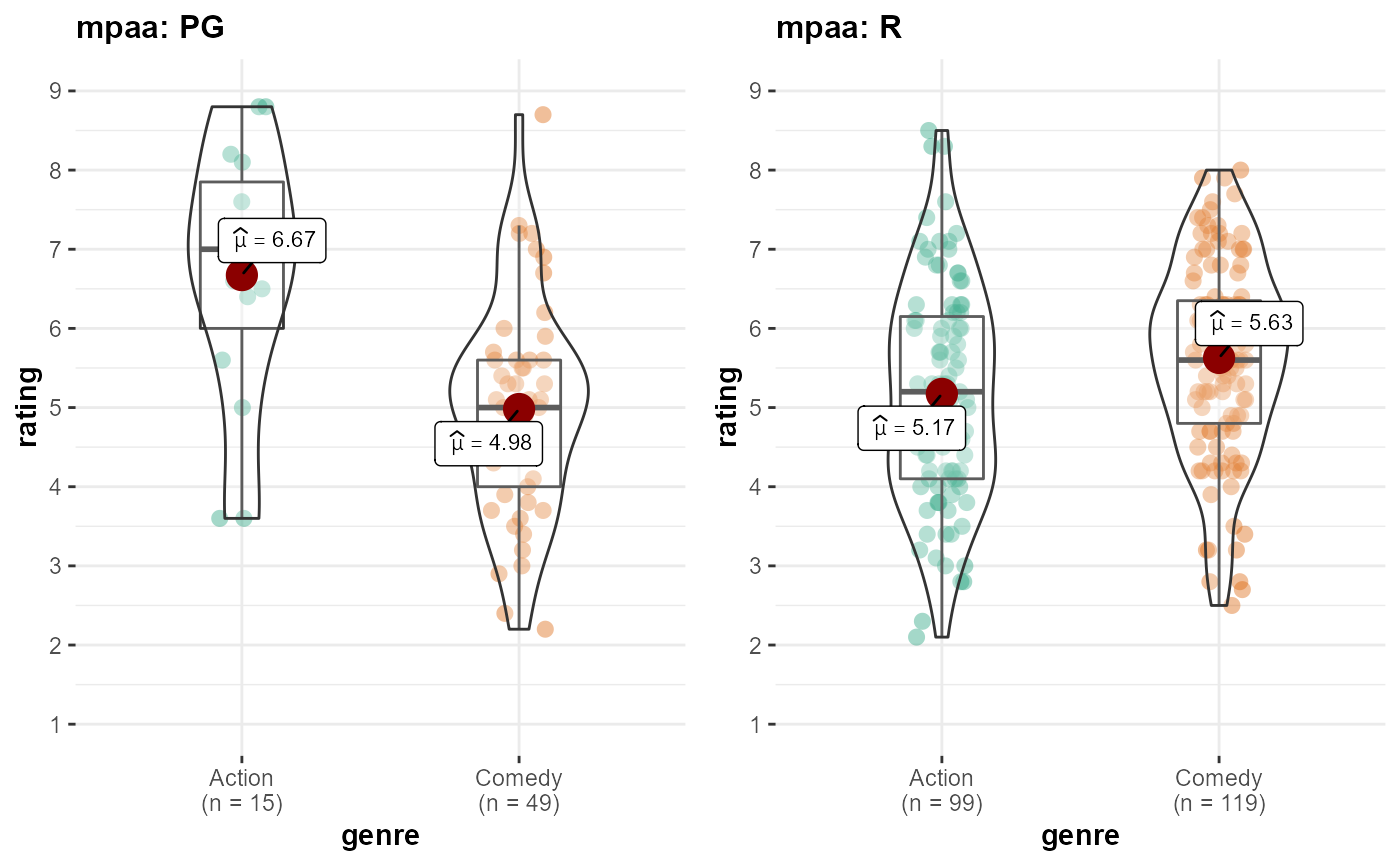 mpaa: PG
rating
9
8
7
6
5
4
3
2
1
μ̂ = 6.67
μ̂ = 4.98
Action
(n = 15)
Comedy
(n = 49)
genre
mpaa: R
rating
9
8
7
6
5
4
3
2
1
μ̂ = 5.17
μ̂ = 5.63
Action
(n = 99)
Comedy
(n = 119)
genre